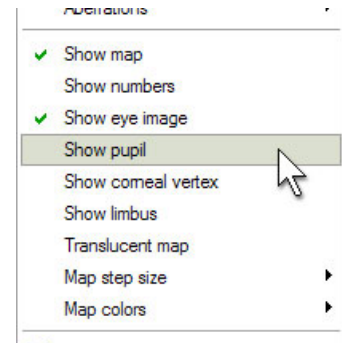 Aberrations
Show map
Show numbers
Show eye image
Show pupil
Show corneal vertex
Show limbus
Translucent map
Map step size
Map colors